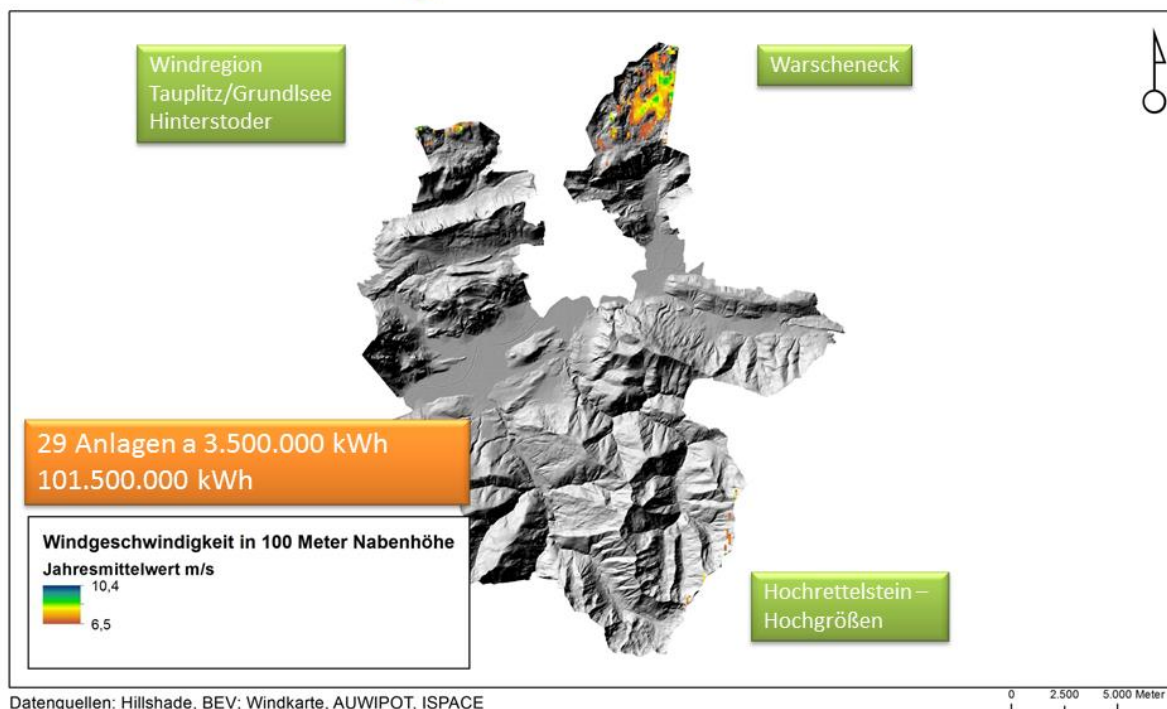 Windregion
Tauplitz/Grundlsee
Hinterstoder
Warscheneck
29 Anlagen a 3.500.000 kWh
101.500.000 kWh
Windgeschwindigkeit in 100 Meter Nabenhöhe
Jahresmittelwert m/s
10,4
6,5
Hochrettelstein –
Hochgrößen
Datenquellen: Hillshade, BEV; Windkarte, AUWIPOT, ISPACE
0 2.500 5.000 Meter